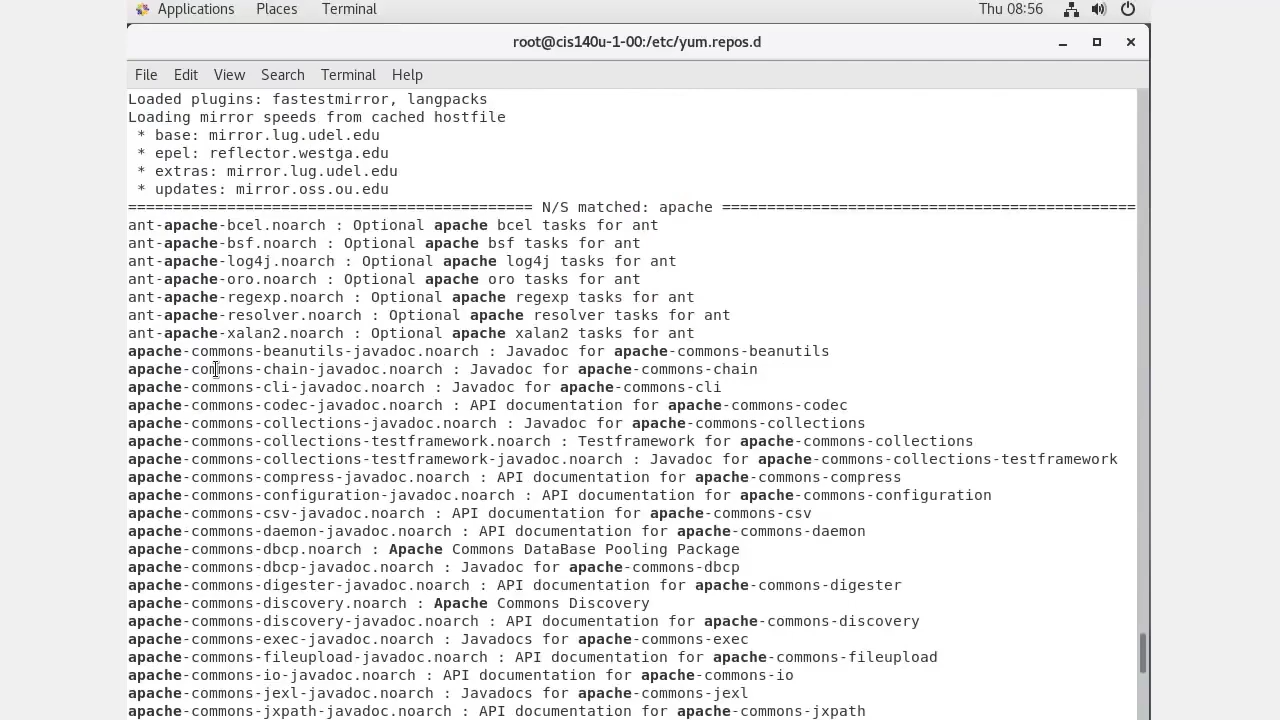 Applications Places Terminal Thu 08:56
root@cis140u-1-00:/etc/yum.repos.d
File Edit View Search Terminal Help
Loaded plugins: fastestmirror, langpacks
Loading mirror speeds from cached hostfile
 * base: mirror.lug.udel.edu
 * epel: reflector.westga.edu
 * extras: mirror.lug.udel.edu
 * updates: mirror.oss.ou.edu
============================================= N/S matched: apache ==============================================
ant-apache-bcel.noarch : Optional apache bcel tasks for ant
ant-apache-bsf.noarch : Optional apache bsf tasks for ant
ant-apache-log4j.noarch : Optional apache log4j tasks for ant
ant-apache-oro.noarch : Optional apache oro tasks for ant
ant-apache-regexp.noarch : Optional apache regexp tasks for ant
ant-apache-resolver.noarch : Optional apache resolver tasks for ant
ant-apache-xalan2.noarch : Optional apache xalan2 tasks for ant
apache-commons-beanutils-javadoc.noarch : Javadoc for apache-commons-beanutils
apache-commons-chain-javadoc.noarch : Javadoc for apache-commons-chain
apache-commons-cli-javadoc.noarch : Javadoc for apache-commons-cli
apache-commons-codec-javadoc.noarch : API documentation for apache-commons-codec
apache-commons-collections-javadoc.noarch : Javadoc for apache-commons-collections
apache-commons-collections-testframework.noarch : Testframework for apache-commons-collections
apache-commons-collections-testframework-javadoc.noarch : Javadoc for apache-commons-collections-testframework
apache-commons-compress-javadoc.noarch : API documentation for apache-commons-compress
apache-commons-configuration-javadoc.noarch : API documentation for apache-commons-configuration
apache-commons-csv-javadoc.noarch : API documentation for apache-commons-csv
apache-commons-daemon-javadoc.noarch : API documentation for apache-commons-daemon
apache-commons-dbcp.noarch : Apache Commons DataBase Pooling Package
apache-commons-dbcp-javadoc.noarch : Javadoc for apache-commons-dbcp
apache-commons-digester-javadoc.noarch : API documentation for apache-commons-digester
apache-commons-discovery.noarch : Apache Commons Discovery
apache-commons-discovery-javadoc.noarch : API documentation for apache-commons-discovery
apache-commons-exec-javadoc.noarch : Javadocs for apache-commons-exec
apache-commons-fileupload-javadoc.noarch : API documentation for apache-commons-fileupload
apache-commons-io-javadoc.noarch : API documentation for apache-commons-io
apache-commons-jexl-javadoc.noarch : Javadocs for apache-commons-jexl
apache-commons-jxpath-javadoc.noarch : API documentation for apache-commons-jxpath